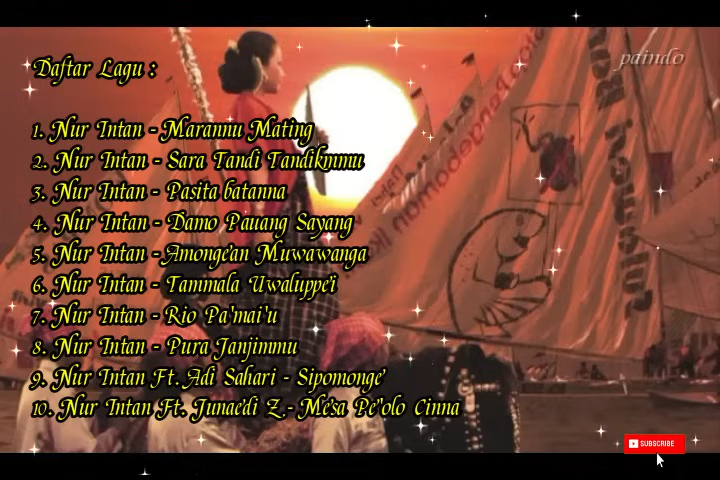 Daftar Lagu :
paindo
1. Nur Intan - Marannu Mating
2. Nur Intan - Sara Tandi Tandikmmu
3. Nur Intan - Pasita batanna
4. Nur Intan - Damo Pauang Sayang
5. Nur Intan - Amonge'an Muwawanga
6. Nur Intan - Tammala Uwaluppe'i
7. Nur Intan - Rio Pa'mai'u
8. Nur Intan - Pura Janjimmu
9. Nur Intan Ft. Adi Sahari - Sipomonge'
10. Nur Intan Ft. Junaedi Z - Mesa Pe"olo Cinna
SUBSCRIBE